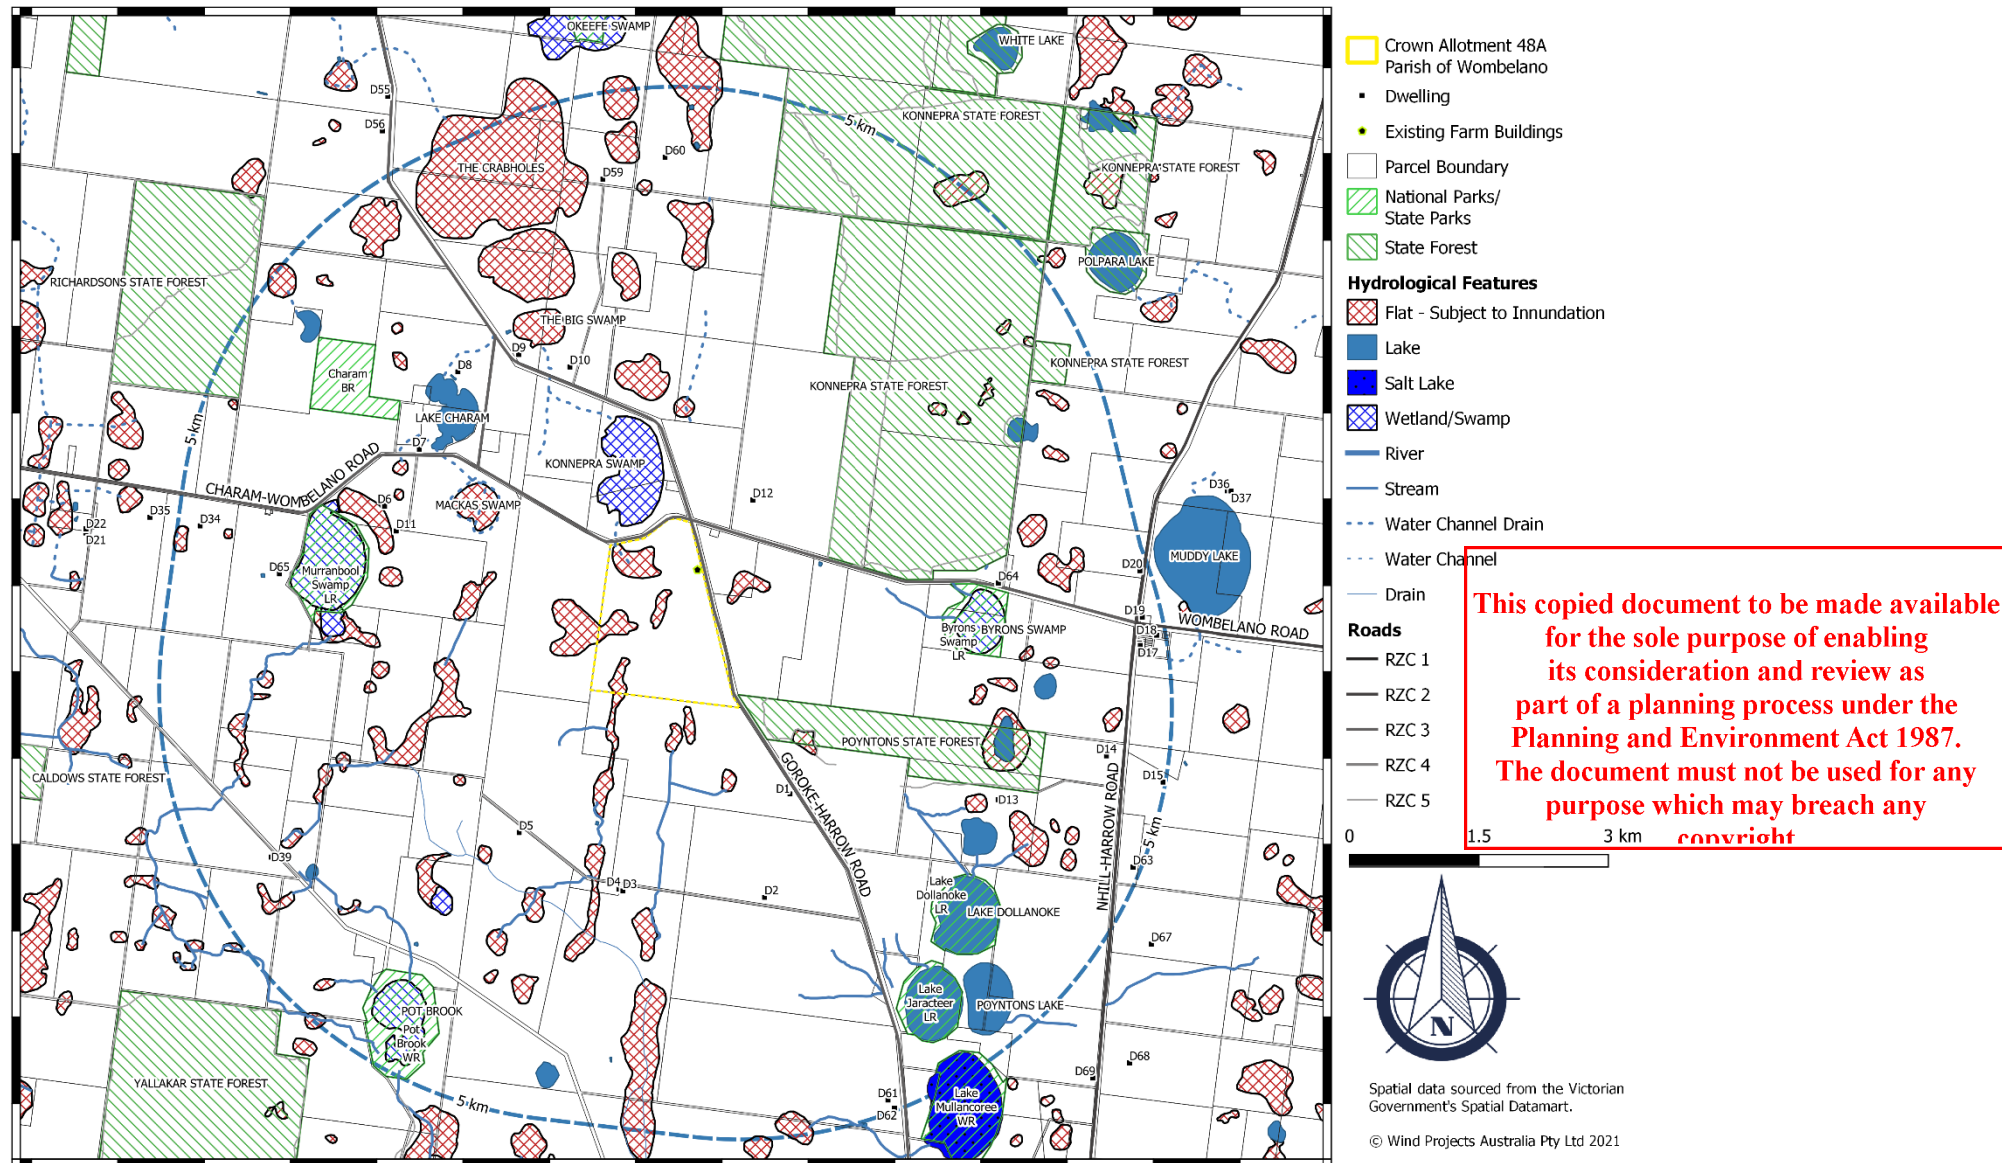 OKEEFE SWAMP
WHITE LAKE
D55
D56
5 km
KONNEPRA STATE FOREST
D60
THE CRABHOLES
D59
KONNEPRA STATE FOREST
RICHARDSONS STATE FOREST
POLPARA LAKE
THE BIG SWAMP
D9
D10
D8
Charam
BR
KONNEPRA STATE FOREST
KONNEPRA STATE FOREST
LAKE CHARAM
5 km
D7
CHARAM-WOMBELANO ROAD
KONNEPRA SWAMP
D12
D36
D37
MACKAS SWAMP
D6
D11
D35
D34
D22
D21
MUDDY LAKE
D20
D65
Murranbool
Swamp
LR
D64
D19
D18
D17
WOMBELANO ROAD
Byrons
Swamp
LR
BYRONS SWAMP
POYNTONS STATE FOREST
D14
D15
CALDOWS STATE FOREST
GOROKE-HARROW ROAD
D1
D13
NHILL-HARROW ROAD
5 km
D5
D39
D63
D4
D3
D2
Lake
Dollanoke
LR
LAKE DOLLANOKE
D67
Lake
Jaracteer
LR
POYNTONS LAKE
POT BROOK
Pot
Brook
WR
D68
D69
YALLAKAR STATE FOREST
5 km
D61
D62
Lake
Mullancoree
WR
Crown Allotment 48A
Parish of Wombelano
Dwelling
Existing Farm Buildings
Parcel Boundary
National Parks/
State Parks
State Forest
Hydrological Features
Flat - Subject to Innundation
Lake
Salt Lake
Wetland/Swamp
River
Stream
Water Channel Drain
Water Channel
Drain
Roads
RZC 1
RZC 2
RZC 3
RZC 4
RZC 5
0 1.5 3 km
This copied document to be made available
for the sole purpose of enabling
its consideration and review as
part of a planning process under the
Planning and Environment Act 1987.
The document must not be used for any
purpose which may breach any
copyright
N
Spatial data sourced from the Victorian
Government's Spatial Datamart.
© Wind Projects Australia Pty Ltd 2021